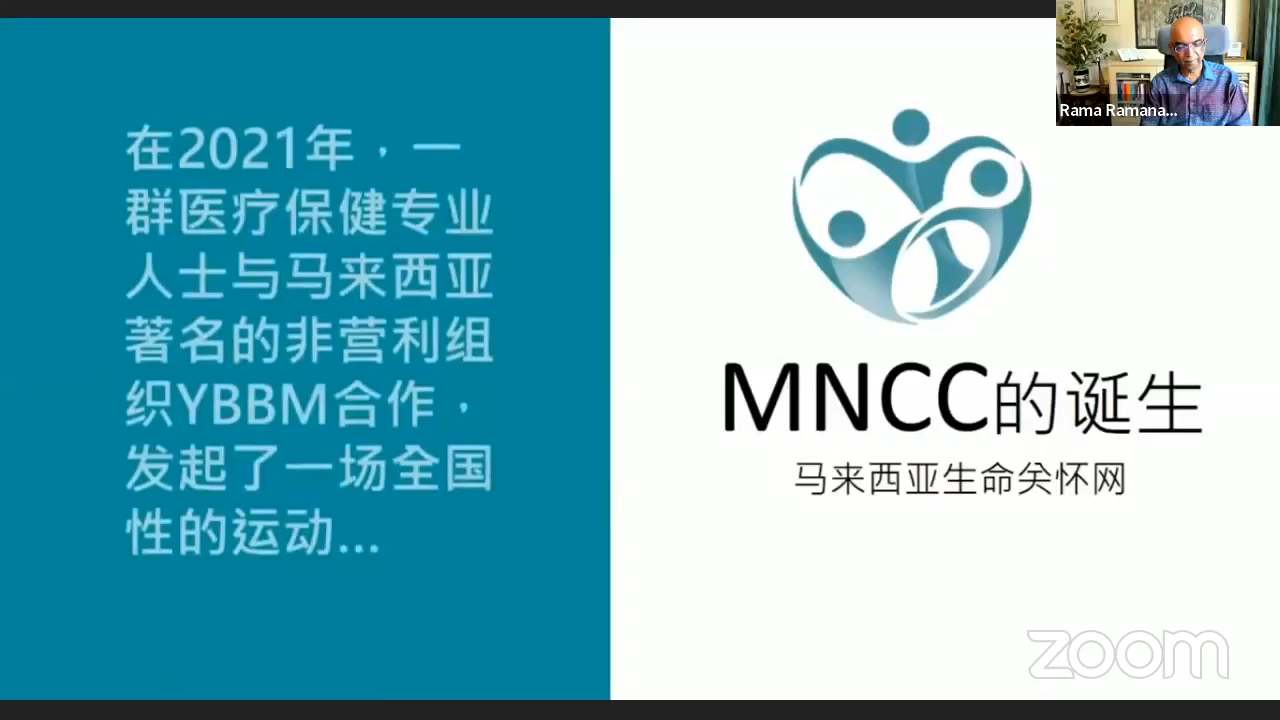 在2021年，一
群医疗保健专业
人士与马来西亚
著名的非营利组
织YBBM合作，
发起了一场全国
性的运动...
MNCC的诞生
马来西亚生命关怀网
Rama Ramana...
zoom